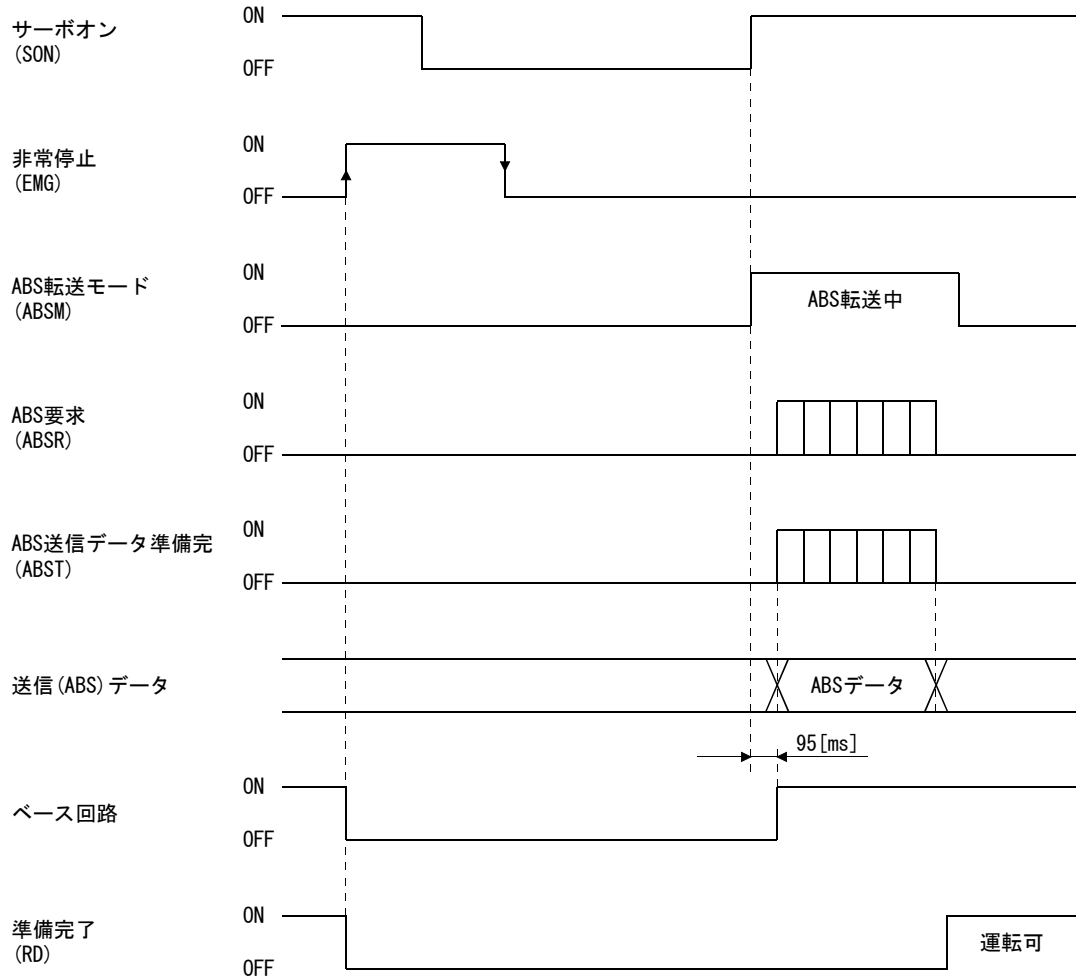 サーボオン
(SON)
ON
OFF
非常停止
(EMG)
ON
OFF
ABS転送モード
(ABSM)
ON
OFF
ABS転送中
ABS要求
(ABSR)
ON
OFF
ABS送信データ準備完
(ABST)
ON
OFF
送信(ABS)データ
ABSデータ
95[ms]
ベース回路
ON
OFF
準備完了
(RD)
ON
OFF
運転可